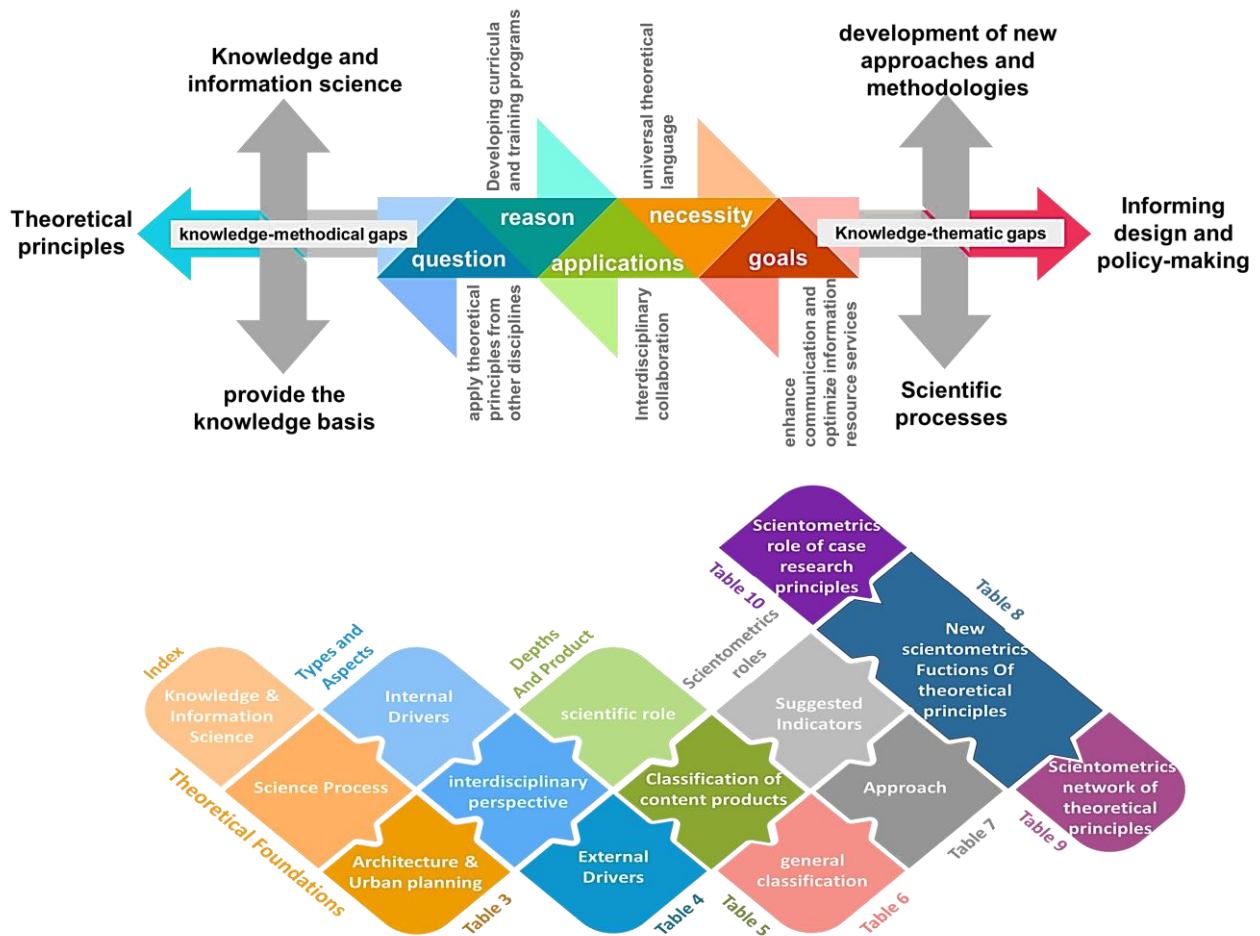 Knowledge and
information science
Developing curricula
and training programs
universal theoretical
language
development of new
approaches and
methodologies
Theoretical
principles
knowledge-methodical gaps
question
reason
applications
necessity
goals
Knowledge-thematic gaps
Informing
design and
policy-making
provide the
knowledge basis
apply theoretical
principles from
other disciplines
Interdisciplinary
collaboration
enhance
communication and
optimize information
resource services
Scientific
processes
Index
Knowledge &
Information
Science
Theoretical Foundations
Science Process
Architecture &
Urban planning
Table 3
Types and
Aspects
Internal
Drivers
interdisciplinary
perspective
External
Drivers
Table 4
Depths
And Product
scientific role
Classification of
content products
Table 5
general
classification
Table 6
Scientometrics
roles
Suggested
Indicators
Approach
Table 7
Scientometrics
role of case
research
principles
Table 10
New
scientometrics
Fuctions Of
theoretical
principles
Table 8
Scientometrics
network of
theoretical
principles
Table 9